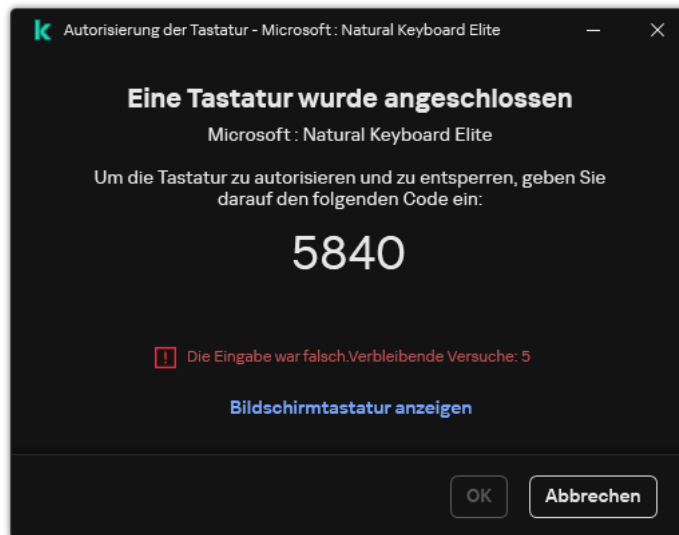 Autorisierung der Tastatur - Microsoft : Natural Keyboard Elite
Eine Tastatur wurde angeschlossen
Microsoft : Natural Keyboard Elite
Um die Tastatur zu autorisieren und zu entsperren, geben Sie
darauf den folgenden Code ein:
5840
Die Eingabe war falsch.Verbleibende Versuche: 5
Bildschirmtastatur anzeigen
OK
Abbrechen